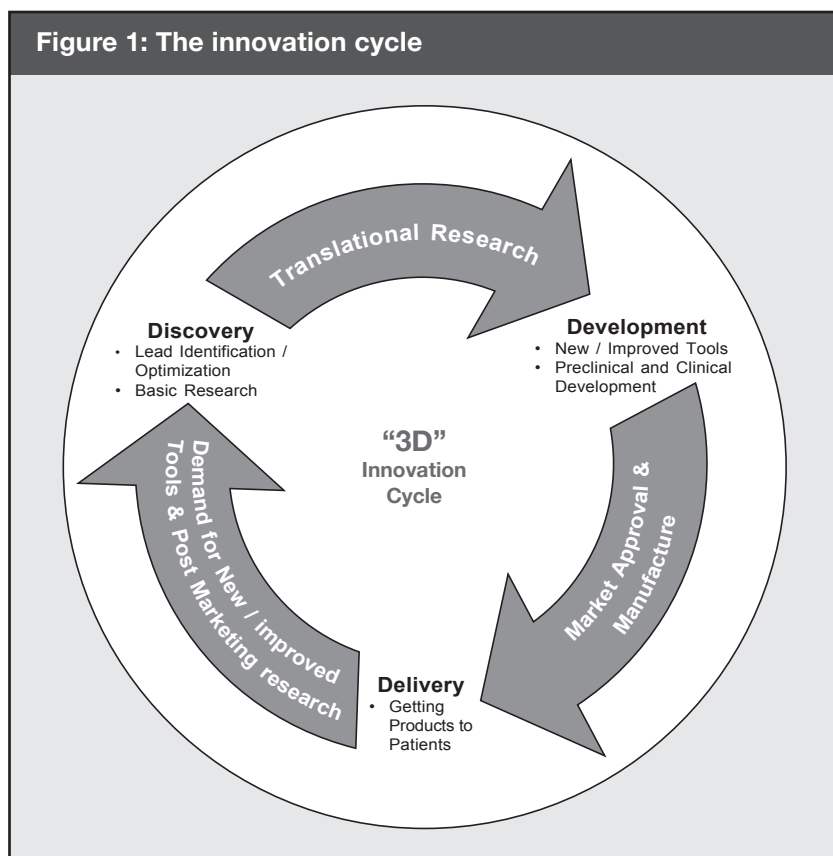 Figure 1: The innovation cycle
Translational Research
Discovery
• Lead Identification /
Optimization
• Basic Research
Development
• New / Improved Tools
• Preclinical and Clinical
Development
“3D”
Innovation
Cycle
Market Approval &
Manufacture
Delivery
• Getting
Products to
Patients
Demand for New / improved
Tools & Post Marketing research